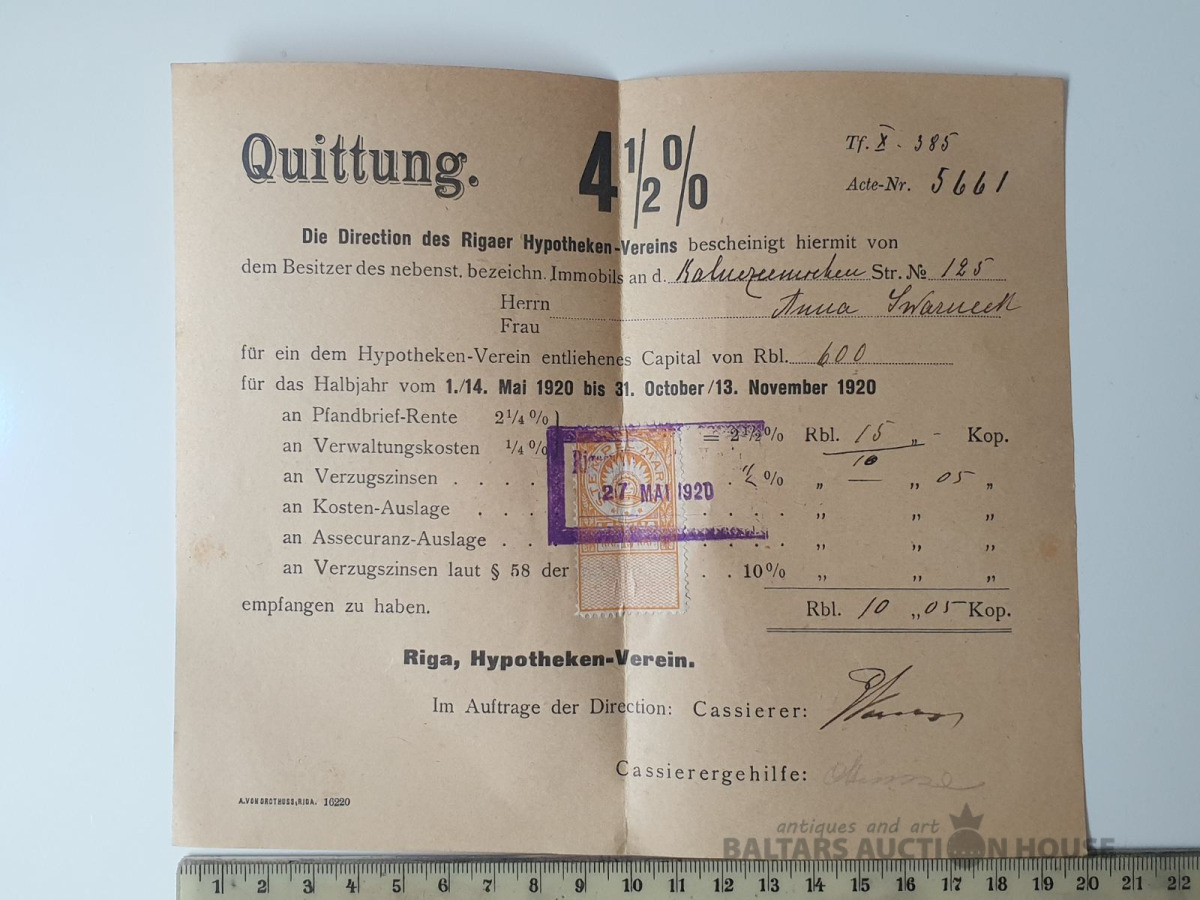 Quittung. 4 1/2 %
Tf. X. 385
Acte-Nr. 5661
Die Direction des Rigaer Hypotheken-Vereins bescheinigt hiermit von
dem Besitzer des nebenst. bezeichn. Immobils an d. Str. № 125
Herrn
Frau
Anna
für ein dem Hypotheken-Verein entliehenes Capital von Rbl. 600
für das Halbjahr vom 1./14. Mai 1920 bis 31. October/13. November 1920
an Pfandbrief-Rente 2¼ %
an Verwaltungskosten ¼ % = 2½ % Rbl. 15 „ - Kop.
10
an Verzugszinsen . . . . . % „ — „ 05 „
an Kosten-Auslage . . . . . „ „ „
an Assecuranz-Auslage . . . . . „ „ „
an Verzugszinsen laut § 58 der . . 10% „ „ „
empfangen zu haben. Rbl. 10 „ 05 Kop.
STEMPELMAR
27 MAI 1920
Riga, Hypotheken-Verein.
Im Auftrage der Direction: Cassierer:
Cassierergehilfe:
A. VON GROTHUSS, RIGA. 16220
antiques and art
BALTARS AUCTION HOUSE
1 2 3 4 5 6 7 8 9 10 11 12 13 14 15 16 17 18 19 20 21 22